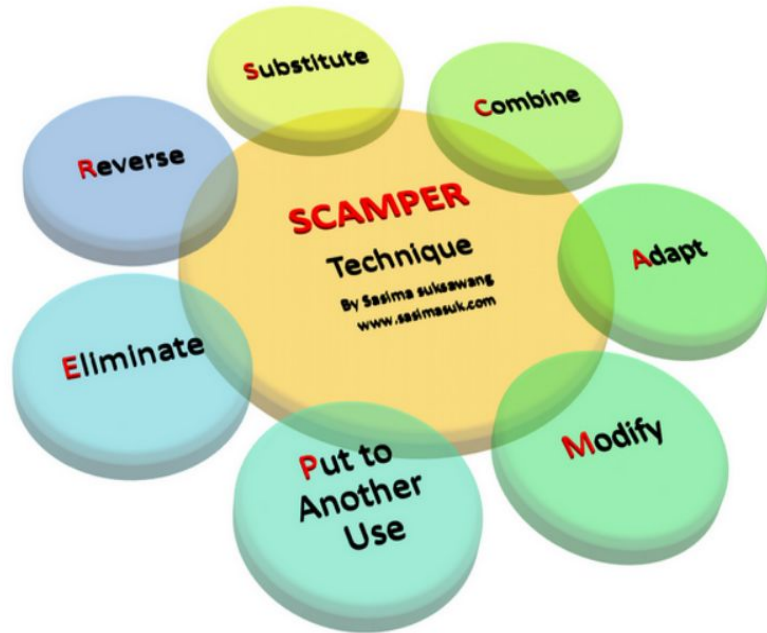 SCAMPER
Technique
By Sasima suksawang
www.sasimasuk.com
Substitute
Combine
Adapt
Modify
Put to
Another
Use
Eliminate
Reverse